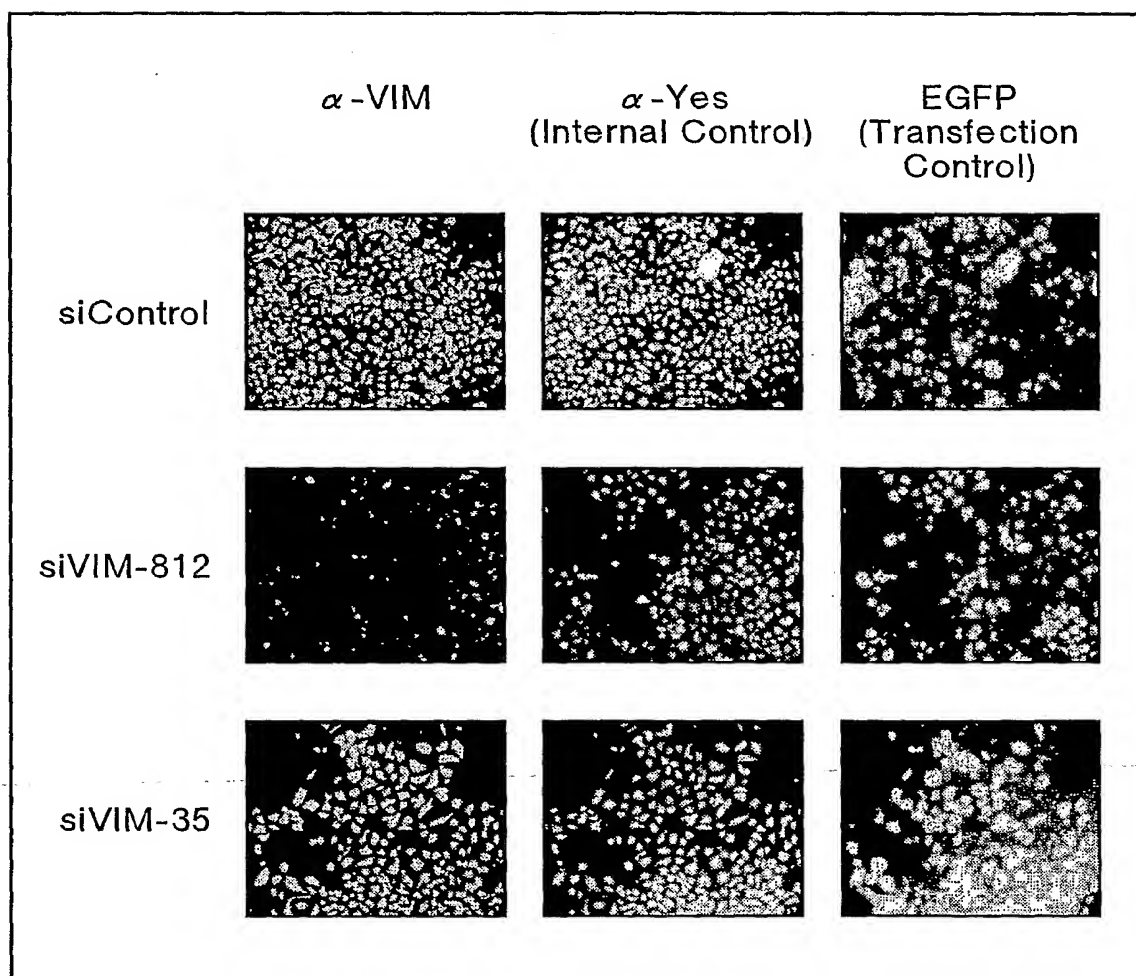 α-VIM
α-Yes
(Internal Control)
EGFP
(Transfection
Control)
siControl
siVIM-812
siVIM-35